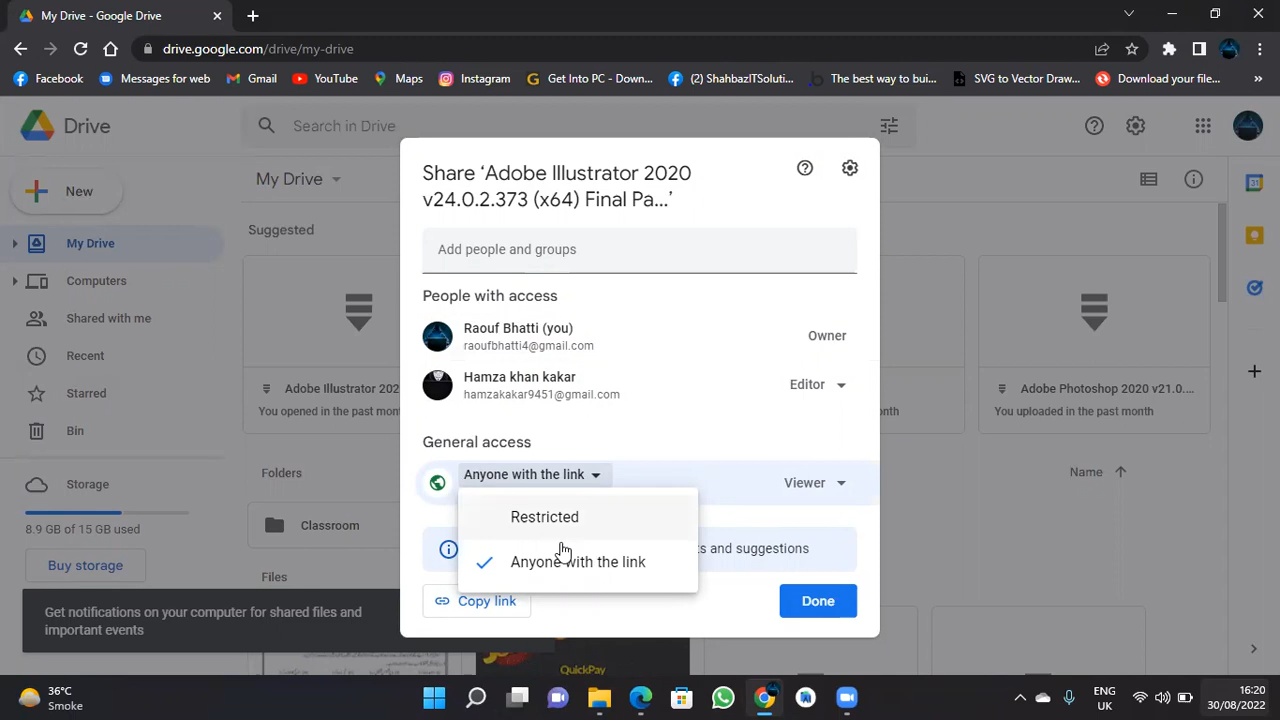 My Drive - Google Drive
drive.google.com/drive/my-drive
Facebook
Messages for web
Gmail
YouTube
Maps
Instagram
Get Into PC - Down...
(2) ShahbazITSoluti...
The best way to bui...
SVG to Vector Draw...
Download your file...
Drive
Search in Drive
New
My Drive
Computers
Shared with me
Recent
Starred
Bin
Storage
8.9 GB of 15 GB used
Buy storage
Get notifications on your computer for shared files and
important events
My Drive
Suggested
Adobe Illustrator 202
You opened in the past month
onth
Adobe Photoshop 2020 v21.0....
You uploaded in the past month
Folders
Name
Classroom
Files
QuickPay
Share ‘Adobe Illustrator 2020
v24.0.2.373 (x64) Final Pa...’
Add people and groups
People with access
Raouf Bhatti (you)
raoufbhatti4@gmail.com
Owner
Hamza khan kakar
hamzakakar9451@gmail.com
Editor
General access
Anyone with the link
Viewer
Restricted
Anyone with the link
ts and suggestions
Copy link
Done
36°C
Smoke
ENG
UK
16:20
30/08/2022